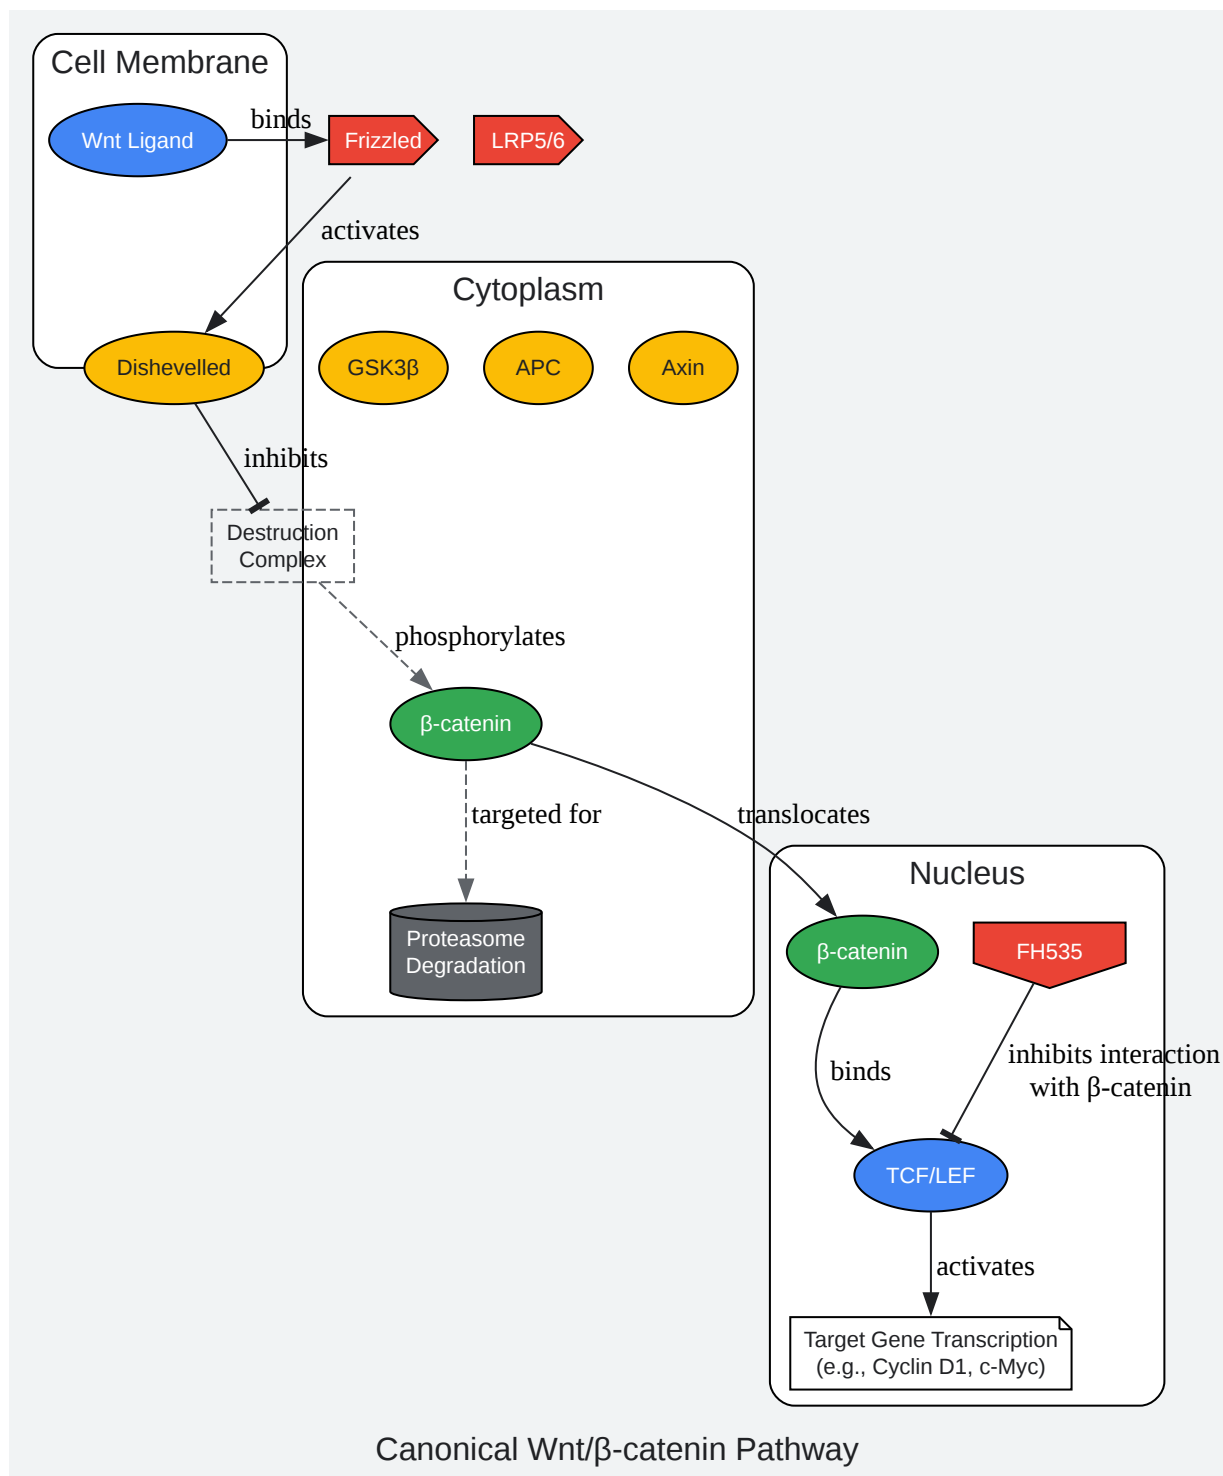 Cell Membrane
Wnt Ligand
binds
Frizzled
LRP5/6
activates
Cytoplasm
Dishevelled
GSK3β
APC
Axin
inhibits
Destruction
Complex
phosphorylates
β-catenin
targeted for
translocates
Nucleus
Proteasome
Degradation
β-catenin
FH535
binds
inhibits interaction
with β-catenin
TCF/LEF
activates
Target Gene Transcription
(e.g., Cyclin D1, c-Myc)
Canonical Wnt/β-catenin Pathway